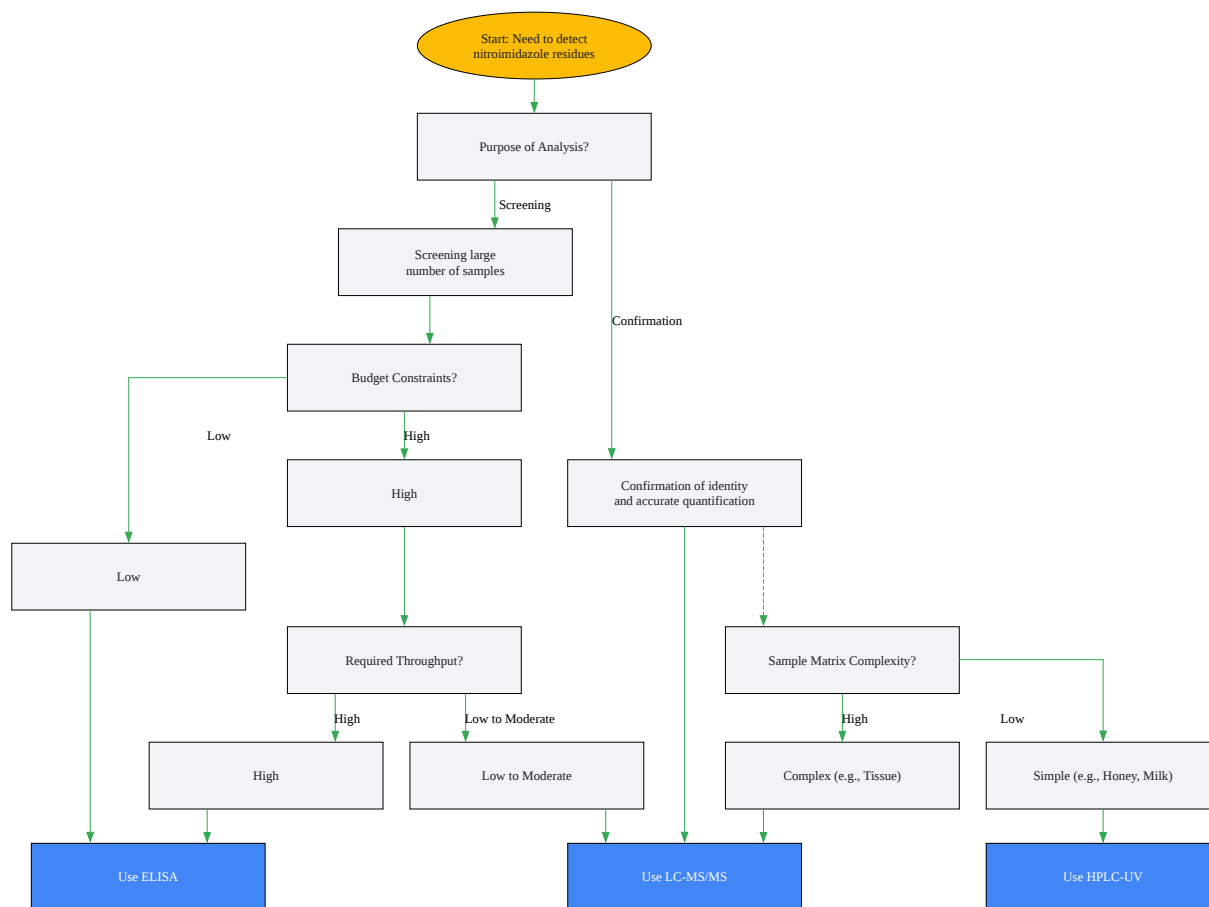 Start: Need to detect
nitroimidazole residues
Purpose of Analysis?
Screening
Screening large
number of samples
Confirmation
Budget Constraints?
Low
High
High
Confirmation of identity
and accurate quantification
Low
Required Throughput?
Sample Matrix Complexity?
High
Low to Moderate
High
Low
High
Low to Moderate
Complex (e.g., Tissue)
Simple (e.g., Honey, Milk)
Use ELISA
Use LC-MS/MS
Use HPLC-UV